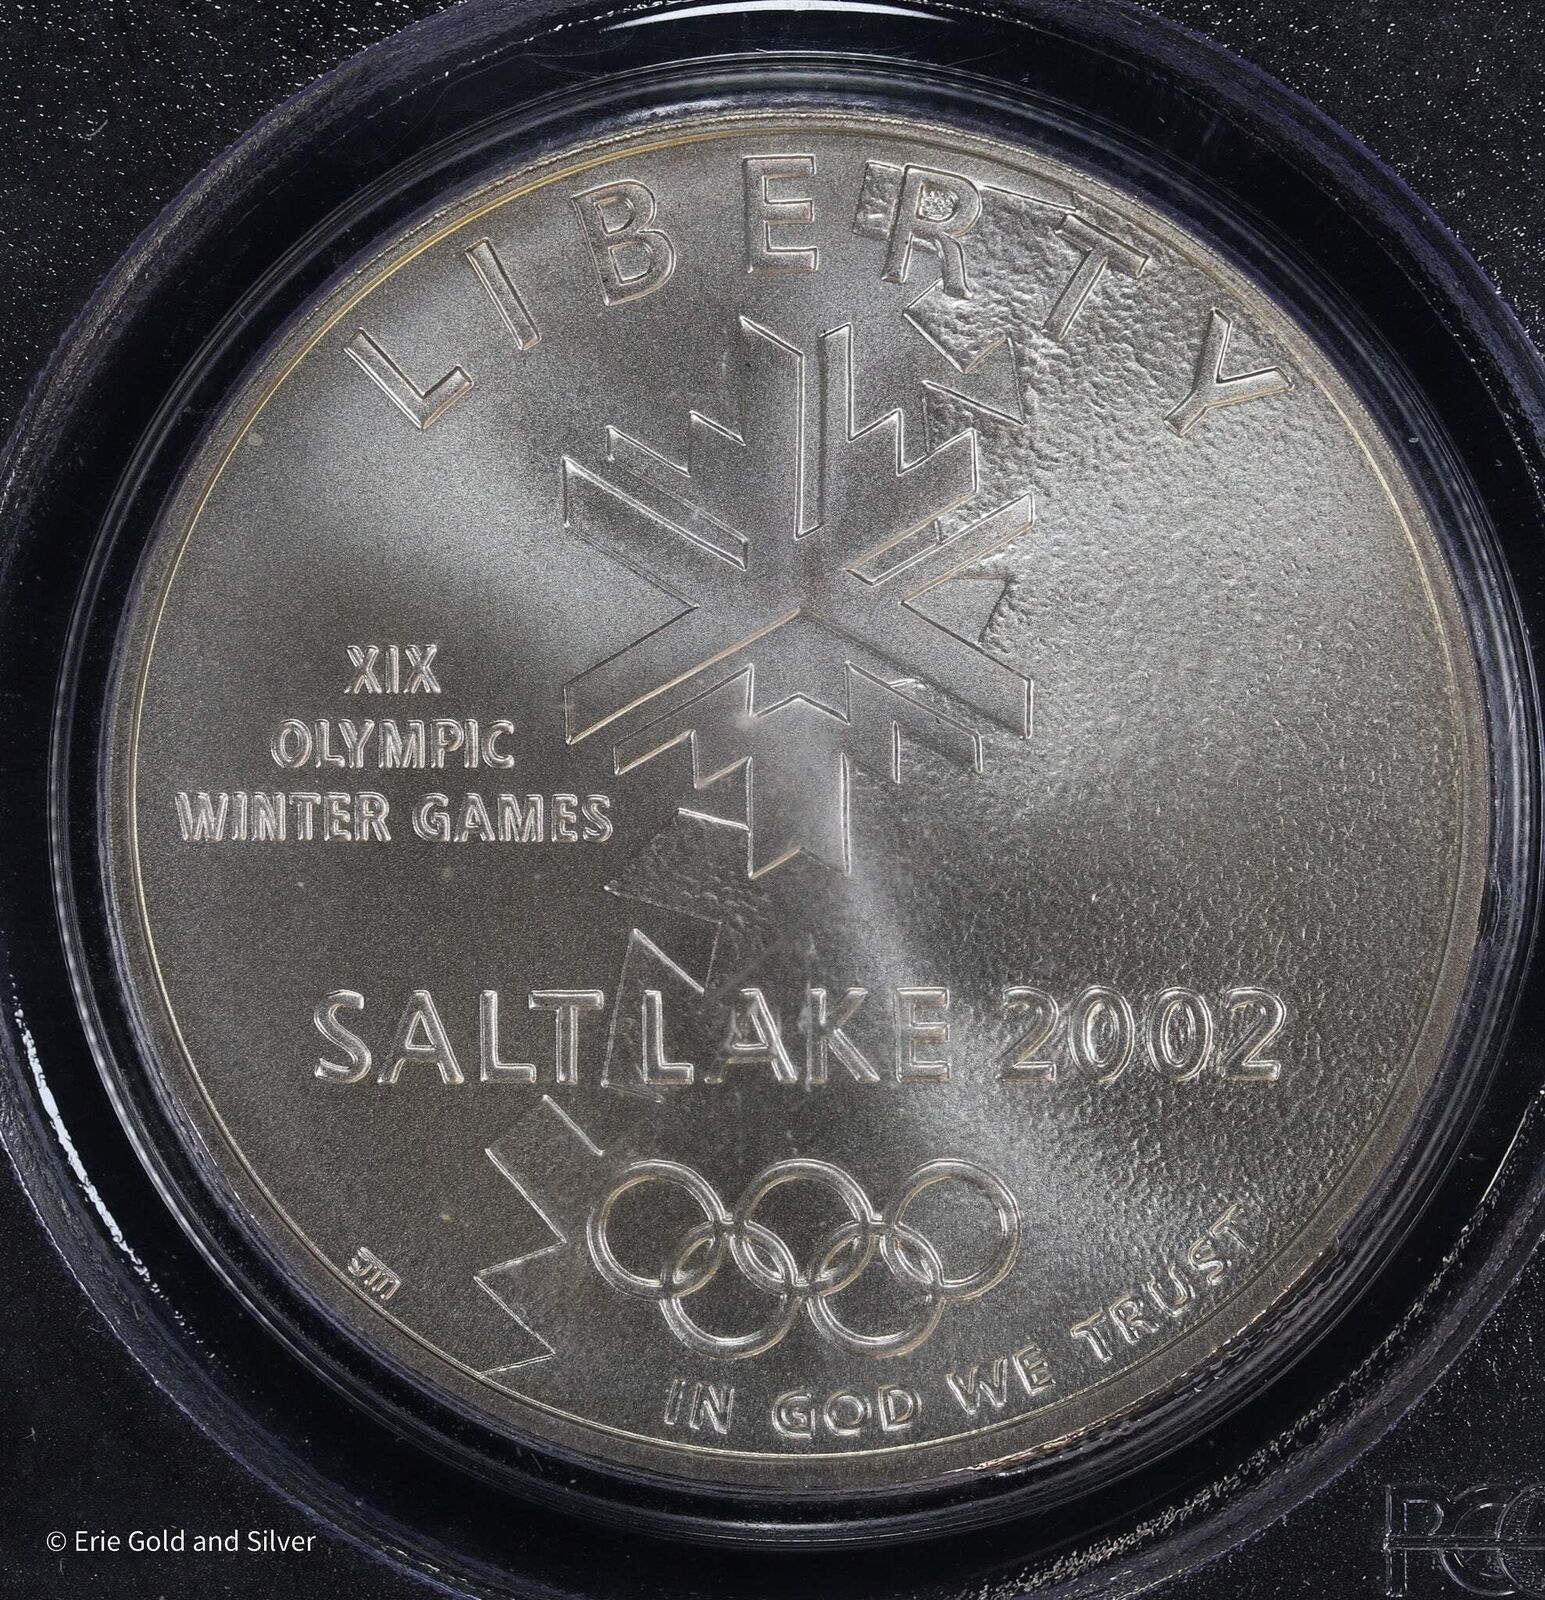 LIBERTY
XIX
OLYMPIC
WINTER GAMES
SALT LAKE 2002
IN GOD WE TRUST
© Erie Gold and Silver